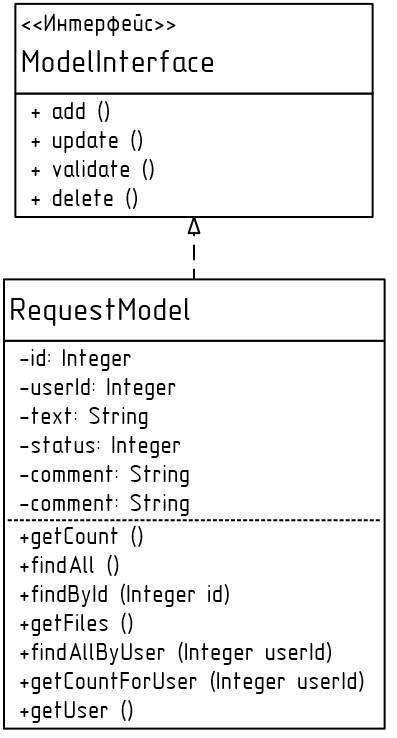 <<Интерфейс>>
ModelInterface
+ add ()
+ update ()
+ validate ()
+ delete ()
RequestModel
-id: Integer
-userId: Integer
-text: String
-status: Integer
-comment: String
-comment: String
+getCount ()
+findAll ()
+findById (Integer id)
+getFiles ()
+findAllByUser (Integer userId)
+getCountForUser (Integer userId)
+getUser ()